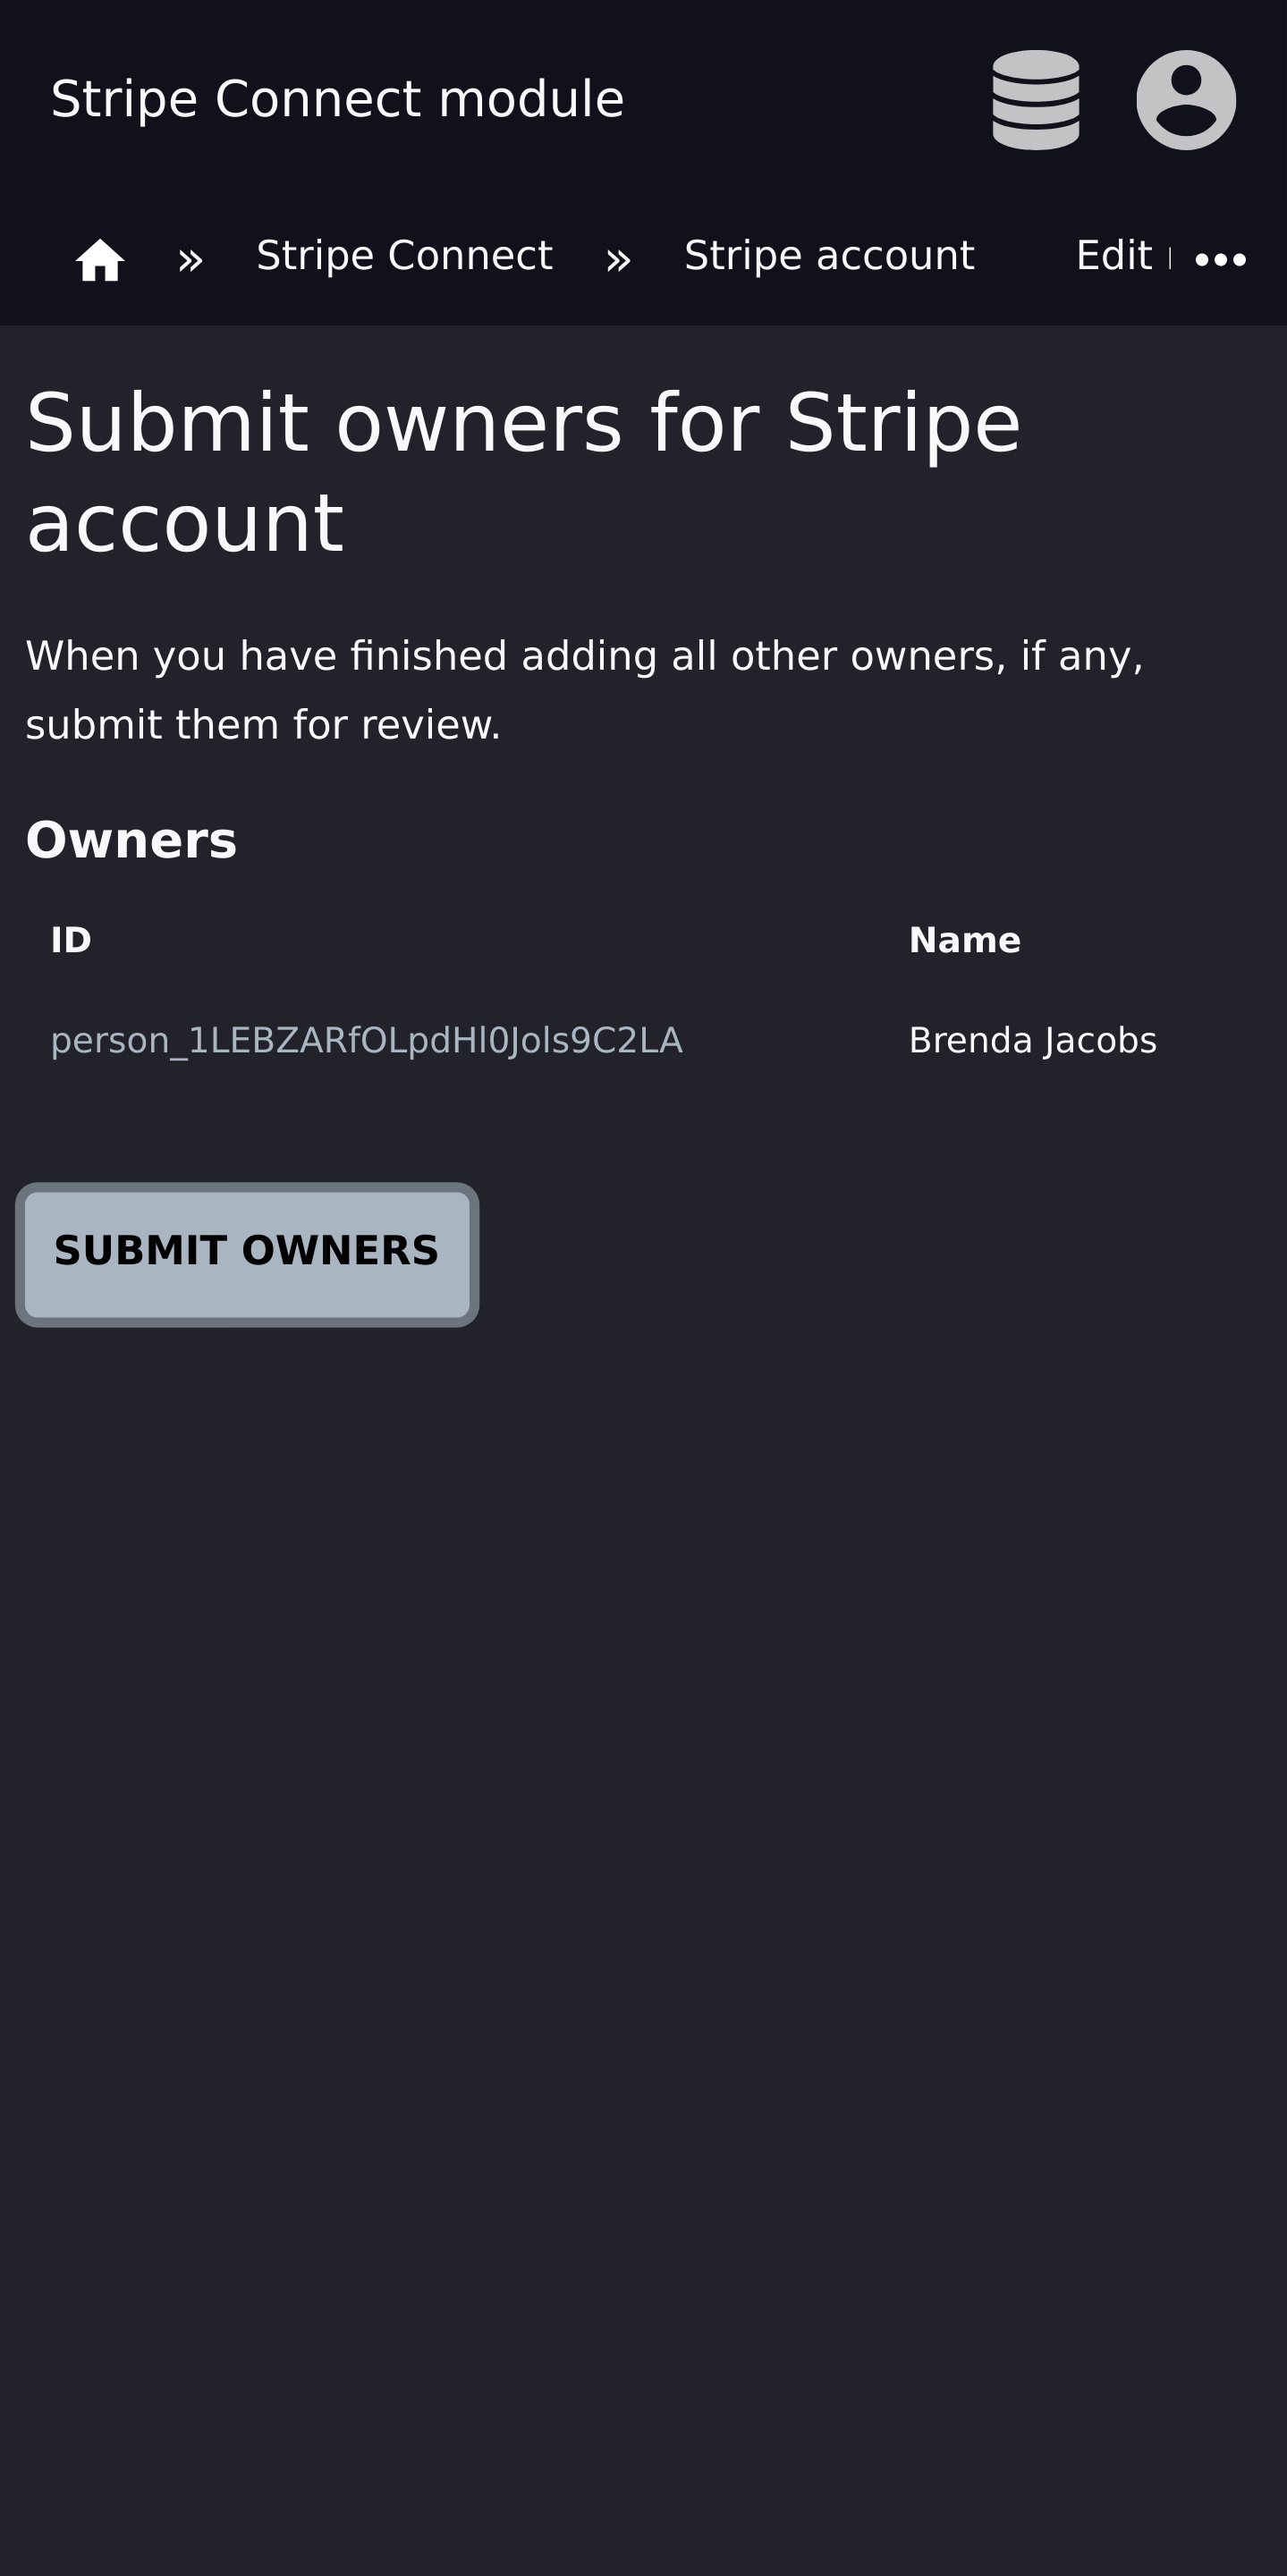 Stripe Connect module
» Stripe Connect » Stripe account Edit
Submit owners for Stripe
account
When you have finished adding all other owners, if any,
submit them for review.
Owners
ID Name
person_1LEBZARfOLpdHl0Jols9C2LA Brenda Jacobs
SUBMIT OWNERS